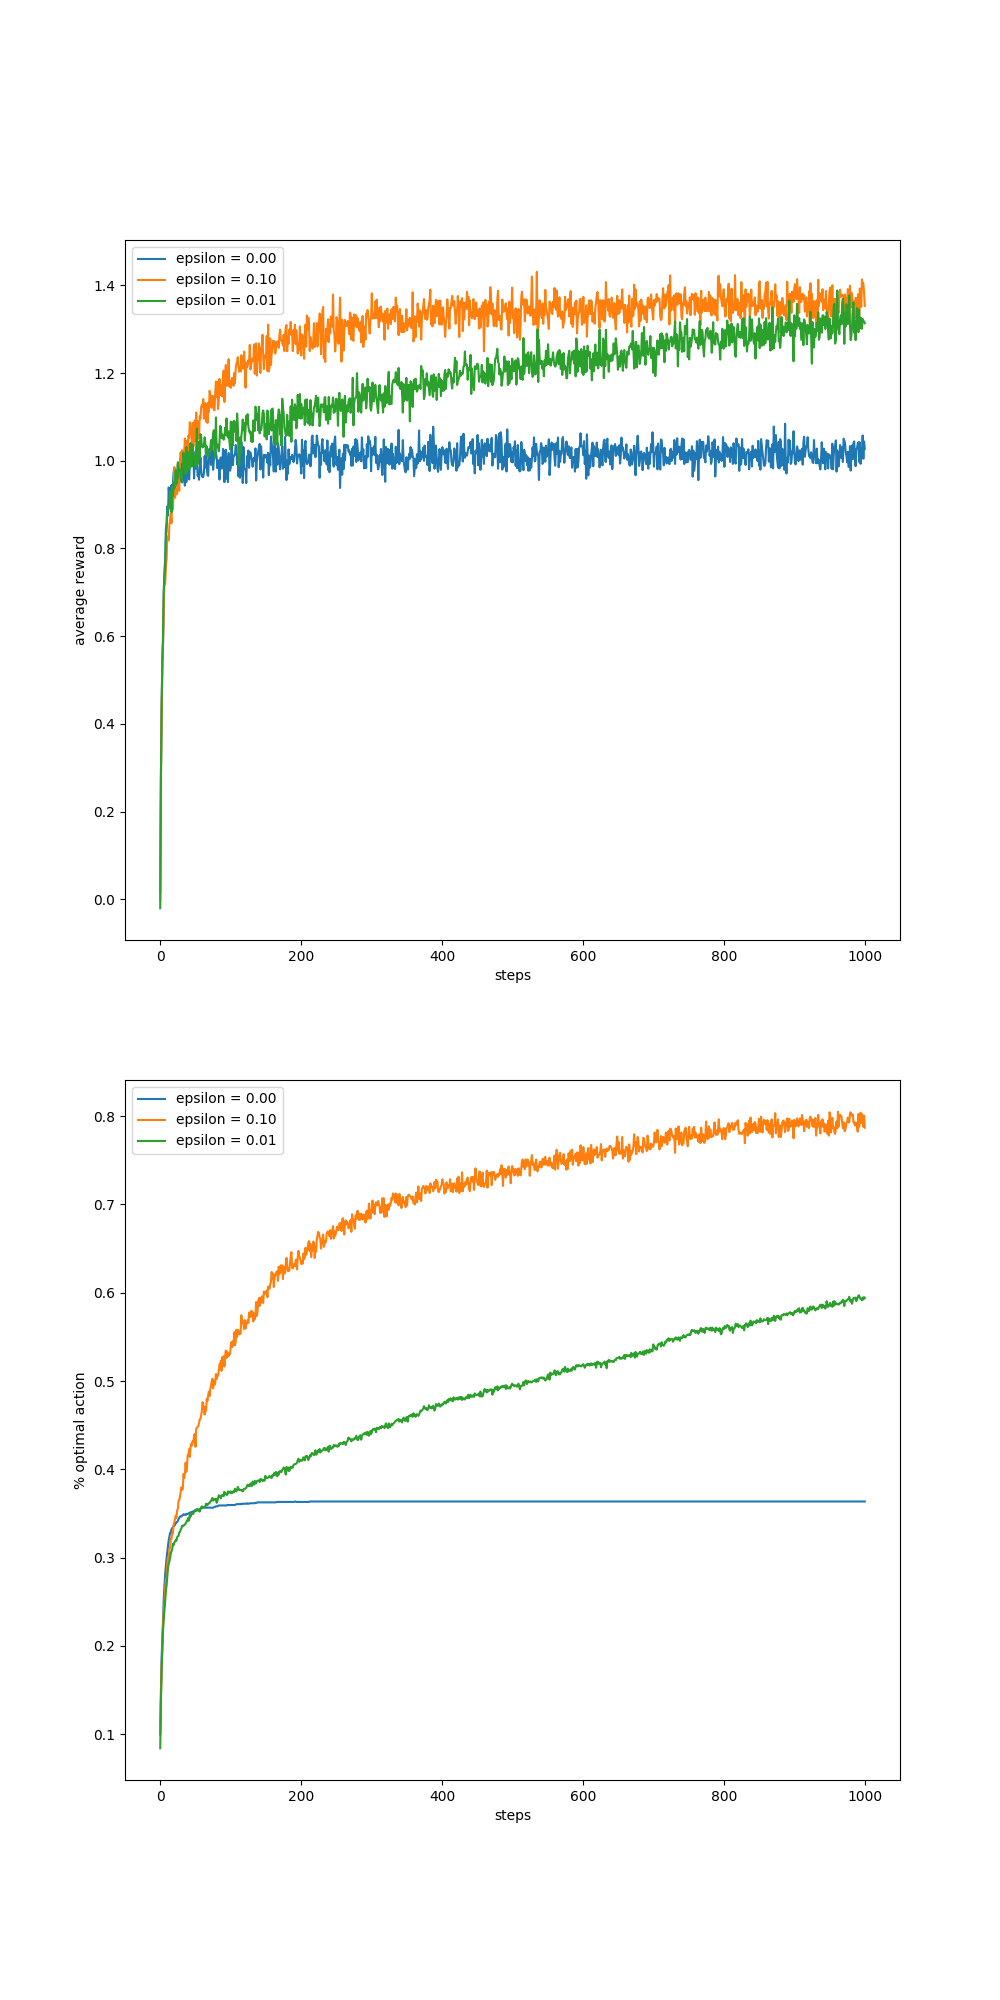 epsilon = 0.00
epsilon = 0.10
epsilon = 0.01
1.4
1.2
1.0
0.8
0.6
0.4
0.2
0.0
average reward
0 200 400 600 800 1000
steps
epsilon = 0.00
epsilon = 0.10
epsilon = 0.01
0.8
0.7
0.6
0.5
0.4
0.3
0.2
0.1
% optimal action
0 200 400 600 800 1000
steps